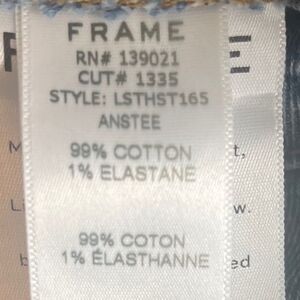 FRAME
RN# 139021
CUT# 1335
STYLE: LSTHST165
ANSTEE
99% COTTON
1% ELASTANE
99% COTON
1% ÉLASTHANNE